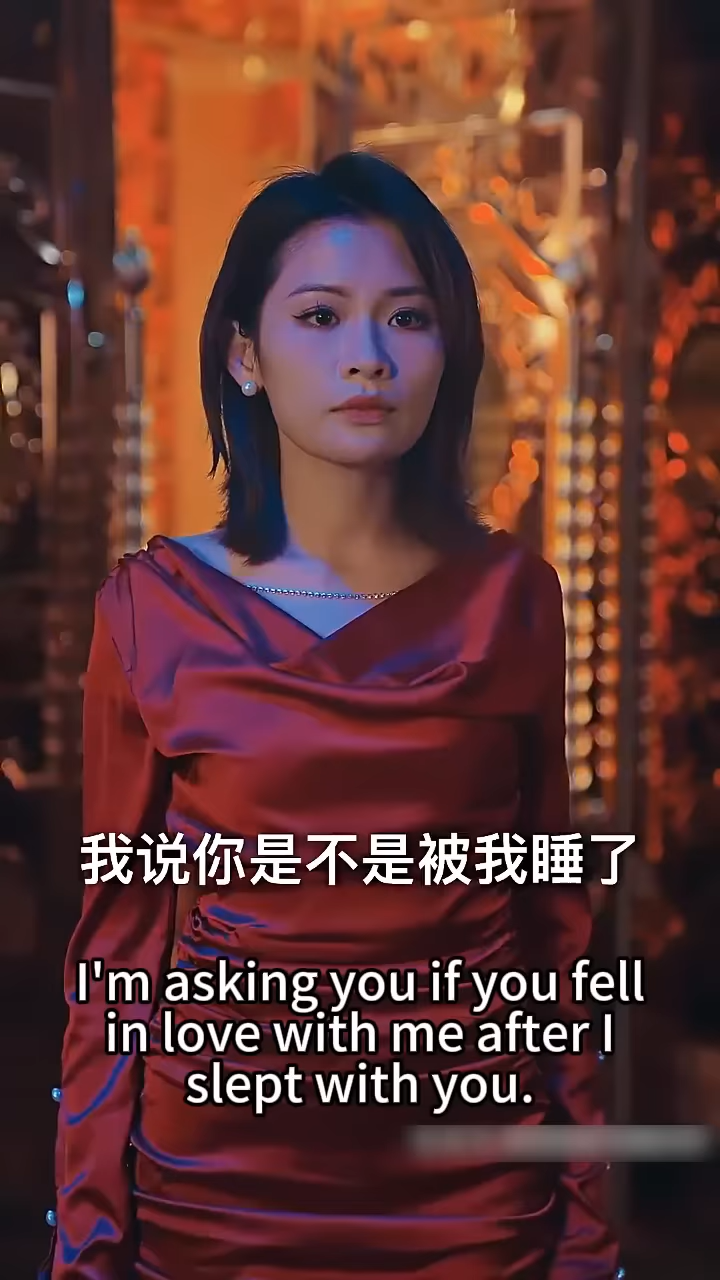 我说你是不是被我睡了
I'm asking you if you fell
in love with me after I
slept with you.